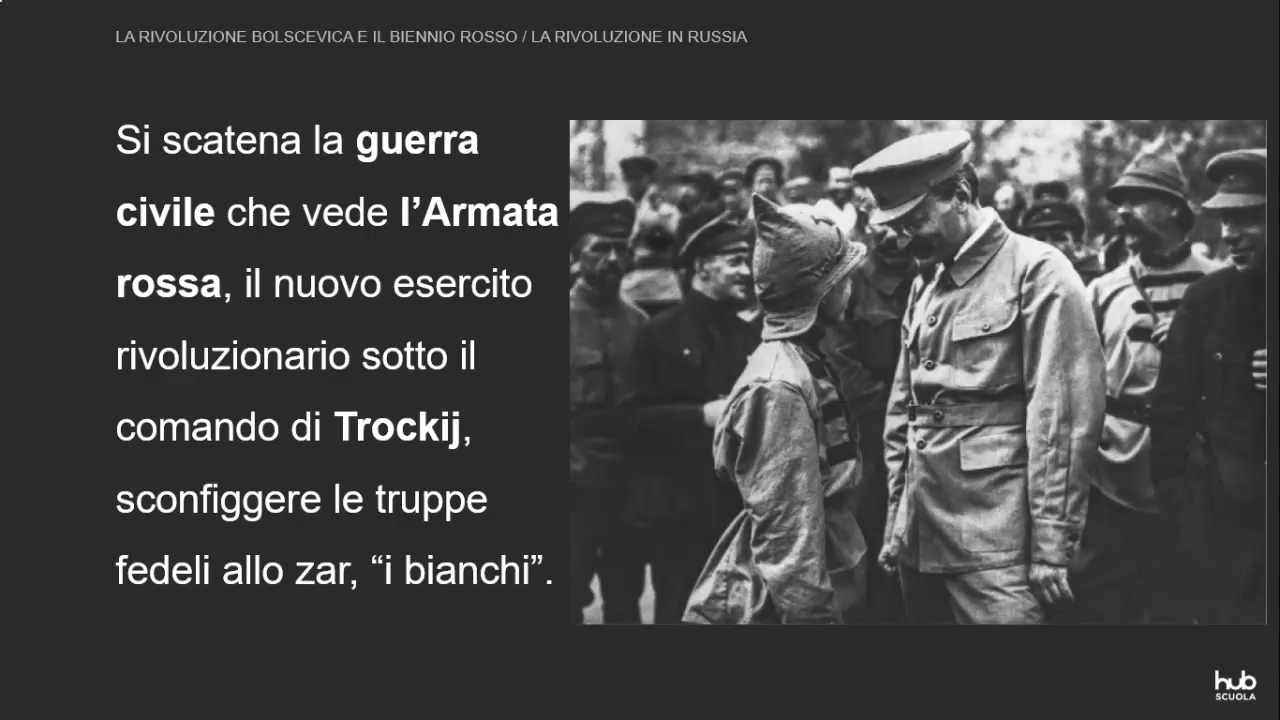 LA RIVOLUZIONE BOLSCEVICA E IL BIENNIO ROSSO / LA RIVOLUZIONE IN RUSSIA
Si scatena la guerra
civile che vede l’Armata
rossa, il nuovo esercito
rivoluzionario sotto il
comando di Trockij,
sconfiggere le truppe
fedeli allo zar, “i bianchi”.
hub
SCUOLA